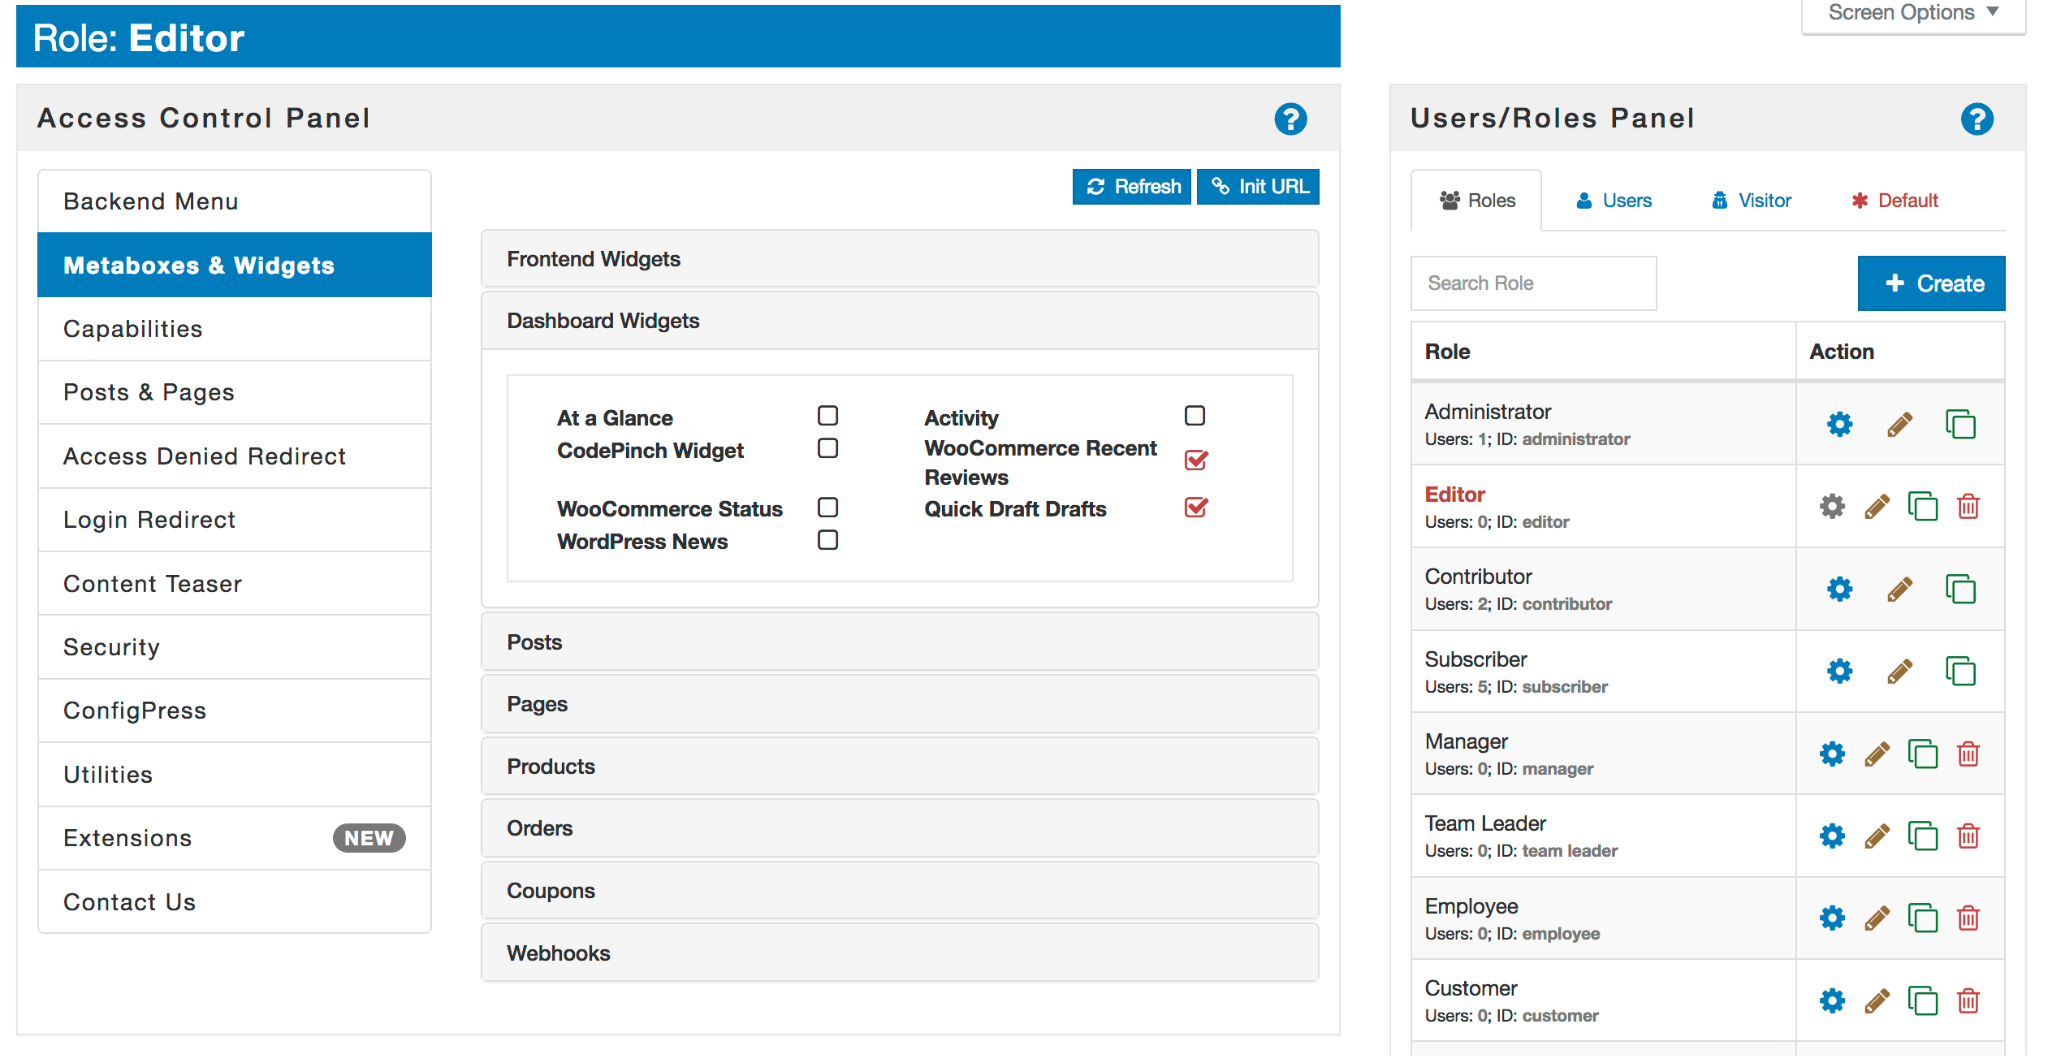 Role: Editor
Screen Options
Access Control Panel
Backend Menu
Metaboxes & Widgets
Capabilities
Posts & Pages
Access Denied Redirect
Login Redirect
Content Teaser
Security
ConfigPress
Utilities
Extensions NEW
Contact Us
Refresh
Init URL
Frontend Widgets
Dashboard Widgets
At a Glance
Activity
CodePinch Widget
WooCommerce Recent
Reviews
WooCommerce Status
Quick Draft Drafts
WordPress News
Posts
Pages
Products
Orders
Coupons
Webhooks
Users/Roles Panel
Roles
Users
Visitor
Default
Search Role
Create
Role
Action
Administrator
Users: 1; ID: administrator
Editor
Users: 0; ID: editor
Contributor
Users: 2; ID: contributor
Subscriber
Users: 5; ID: subscriber
Manager
Users: 0; ID: manager
Team Leader
Users: 0; ID: team leader
Employee
Users: 0; ID: employee
Customer
Users: 0; ID: customer